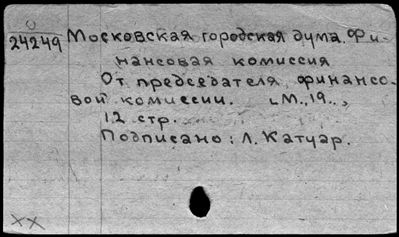 24249 Московская городская дума. Фи-
нансовая комиссия
От председателя финансо-
вой комиссии. [М., 19..,
12 стр.
Подписано: Л. Катуар.
XX